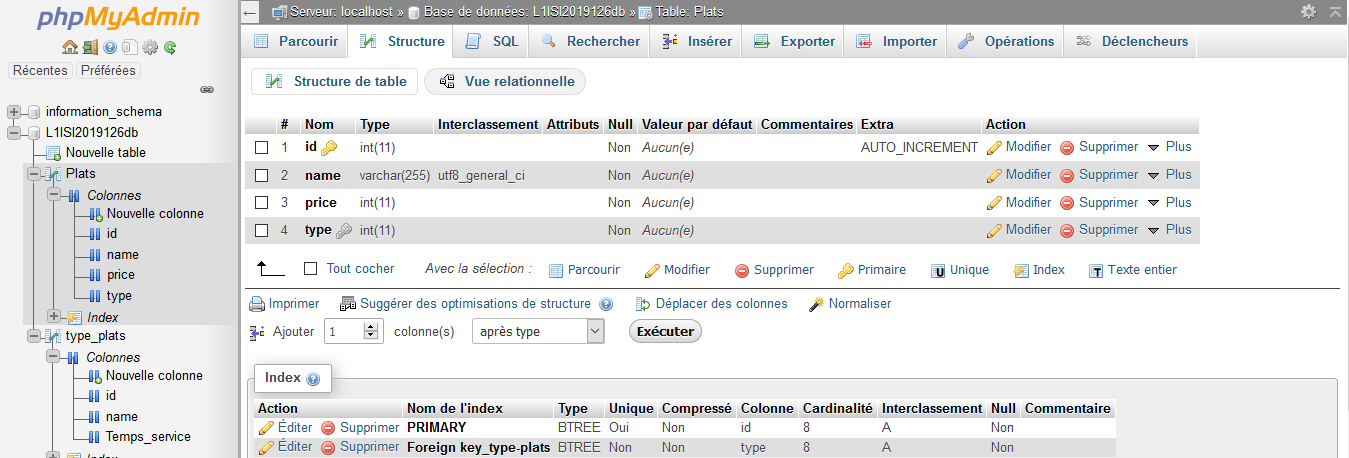 phpMyAdmin
Récentes Préférées
information_schema
L1ISI2019126db
Nouvelle table
Plats
Colonnes
Nouvelle colonne
id
name
price
type
Index
type_plats
Colonnes
Nouvelle colonne
id
name
Temps_service
Index
Serveur: localhost » Base de données: L1ISI2019126db » Table: Plats
Parcourir Structure SQL Rechercher Insérer Exporter Importer Opérations Déclencheurs
Structure de table Vue relationnelle
# Nom Type Interclassement Attributs Null Valeur par défaut Commentaires Extra Action
1 id int(11) Non Aucun(e) AUTO_INCREMENT Modifier Supprimer Plus
2 name varchar(255) utf8_general_ci Non Aucun(e) Modifier Supprimer Plus
3 price int(11) Non Aucun(e) Modifier Supprimer Plus
4 type int(11) Non Aucun(e) Modifier Supprimer Plus
Tout cocher Avec la sélection : Parcourir Modifier Supprimer Primaire Unique Index Texte entier
Imprimer Suggérer des optimisations de structure Déplacer des colonnes Normaliser
Ajouter 1 colonne(s) après type Exécuter
Index
Action Nom de l'index Type Unique Compressé Colonne Cardinalité Interclassement Null Commentaire
Éditer Supprimer PRIMARY BTREE Oui Non id 8 A Non
Éditer Supprimer Foreign key_type-plats BTREE Non Non type 8 A Non